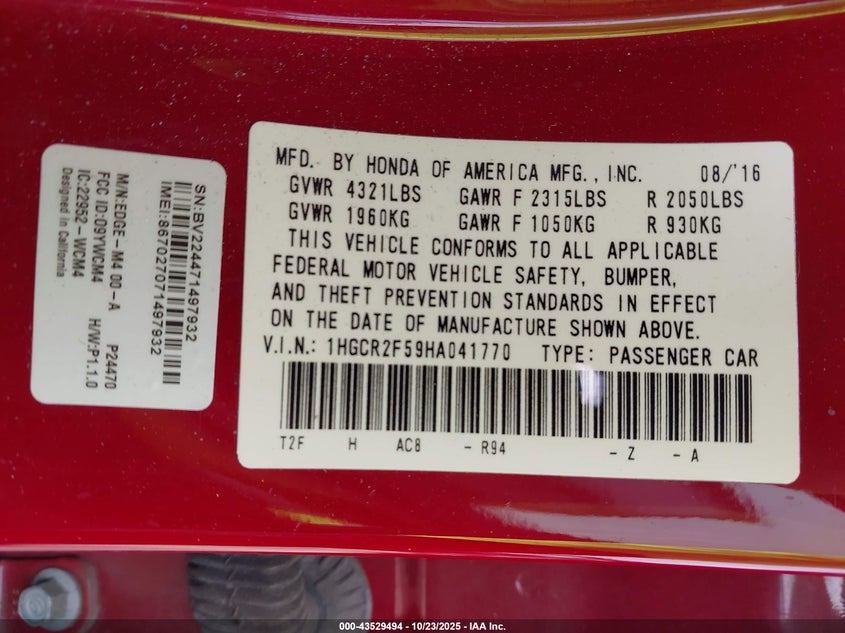 MFD. BY HONDA OF AMERICA MFG., INC. 08/'16
GVWR 4321LBS GAWR F 2315LBS R 2050LBS
GVWR 1960KG GAWR F 1050KG R 930KG
THIS VEHICLE CONFORMS TO ALL APPLICABLE
FEDERAL MOTOR VEHICLE SAFETY, BUMPER,
AND THEFT PREVENTION STANDARDS IN EFFECT
ON THE DATE OF MANUFACTURE SHOWN ABOVE.
V.I.N.: 1HGCR2F59HA041770 TYPE: PASSENGER CAR
T2F H AC8 - R94 - Z - A
SN:BV224471497932
IMEI:867027071497932
M/N:EDGE-M4 00-A P24470
FCC ID:O9YWCM4 H/W:P1.1.0
IC:22952-WCM4
Designed in California
000-43529494 - 10/23/2025 - IAA Inc.